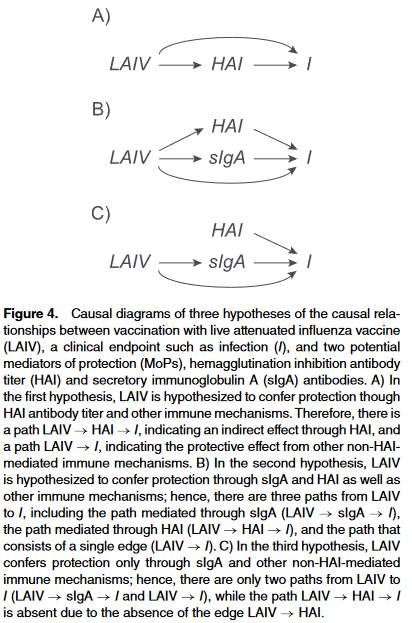 A)
LAIV HAI I
B)
HAI
LAIV sIgA I
C)
HAI
LAIV sIgA I
Figure 4. Causal diagrams of three hypotheses of the causal rela-
tionships between vaccination with live attenuated influenza vaccine
(LAIV), a clinical endpoint such as infection (I), and two potential
mediators of protection (MoPs), hemagglutination inhibition antibody
titer (HAI) and secretory immunoglobulin A (sIgA) antibodies. A) In
the first hypothesis, LAIV is hypothesized to confer protection though
HAI antibody titer and other immune mechanisms. Therefore, there is
a path LAIV → HAI → I, indicating an indirect effect through HAI, and
a path LAIV → I, indicating the protective effect from other non-HAI-
mediated immune mechanisms. B) In the second hypothesis, LAIV
is hypothesized to confer protection through sIgA and HAI as well as
other immune mechanisms; hence, there are three paths from LAIV
to I, including the path mediated through sIgA (LAIV → sIgA → I),
the path mediated through HAI (LAIV → HAI → I), and the path that
consists of a single edge (LAIV → I). C) In the third hypothesis, LAIV
confers protection only through sIgA and other non-HAI-mediated
immune mechanisms; hence, there are only two paths from LAIV to
I (LAIV → sIgA → I and LAIV → I), while the path LAIV → HAI → I
is absent due to the absence of the edge LAIV → HAI.